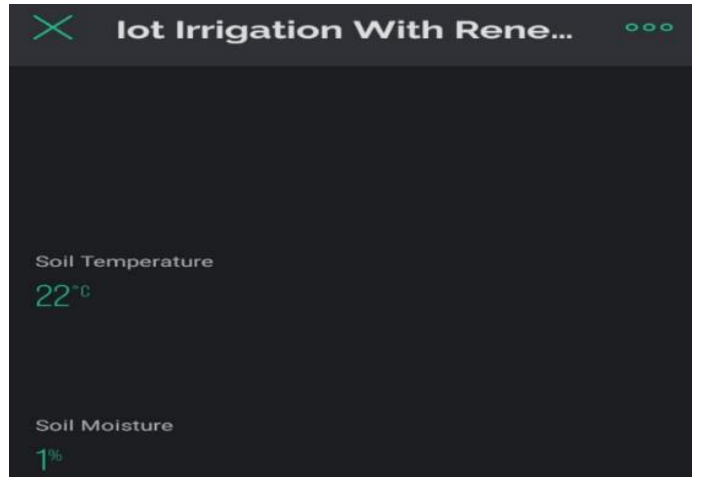 Iot Irrigation With Rene...
Soil Temperature
22°C
Soil Moisture
1%